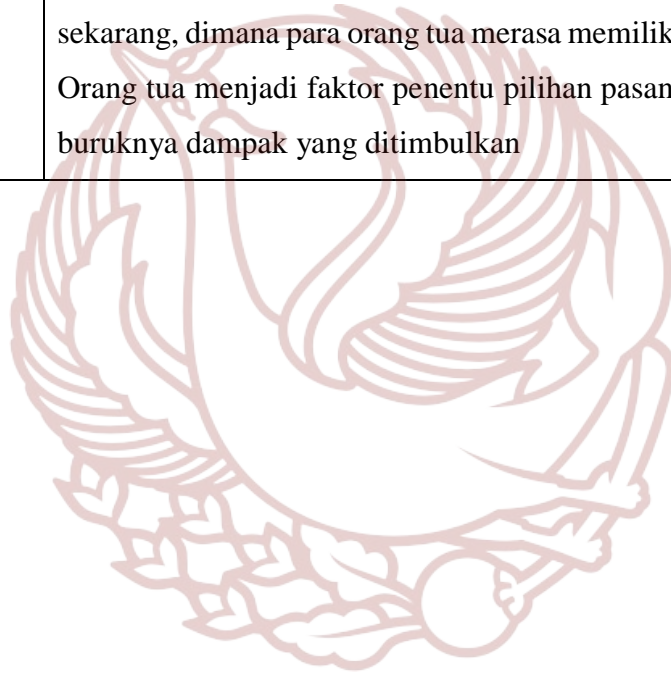 sekarang, dimana para orang tua merasa memilik
Orang tua menjadi faktor penentu pilihan pasan
buruknya dampak yang ditimbulkan